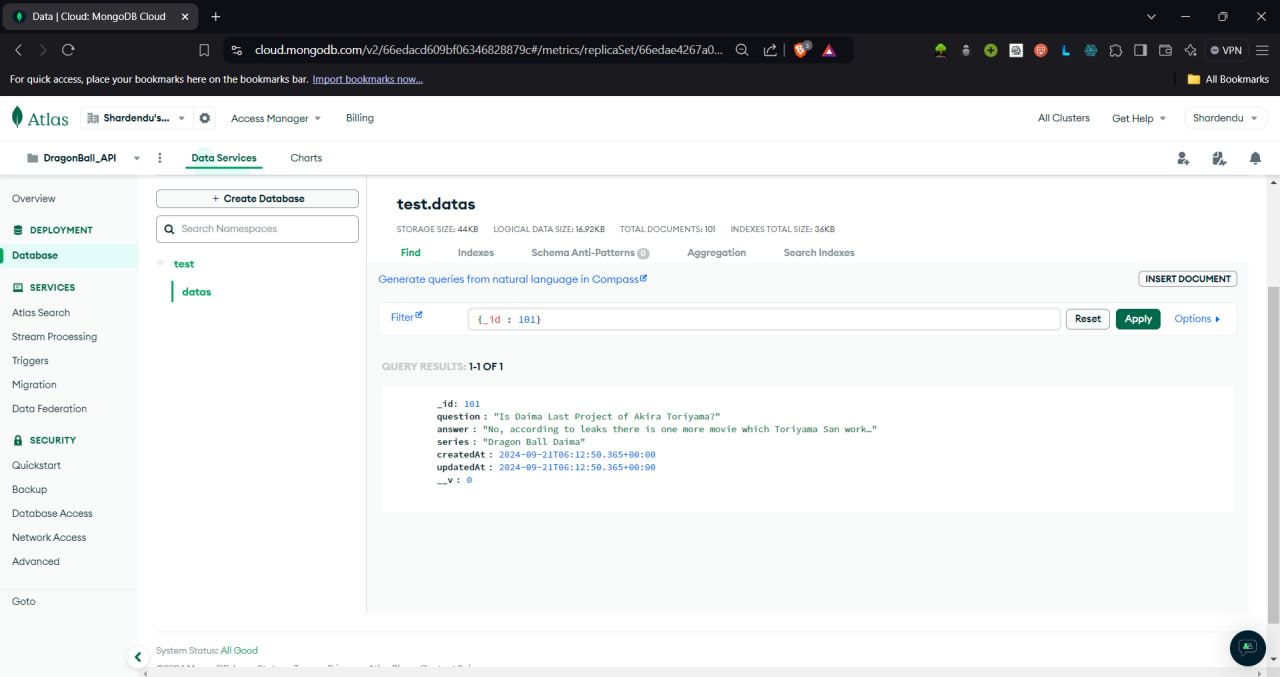 Data | Cloud: MongoDB Cloud
cloud.mongodb.com/v2/66edacd609bf06346828879c#/metrics/replicaSet/66edae4267a0...
3
VPN
For quick access, place your bookmarks here on the bookmarks bar. Import bookmarks now...
All Bookmarks
Atlas
Shardendu's...
Access Manager
Billing
All Clusters
Get Help
Shardendu
DragonBall_API
Data Services
Charts
Overview
DEPLOYMENT
Database
SERVICES
Atlas Search
Stream Processing
Triggers
Migration
Data Federation
SECURITY
Quickstart
Backup
Database Access
Network Access
Advanced
Goto
+ Create Database
Search Namespaces
test
datas
test.datas
STORAGE SIZE: 44KB LOGICAL DATA SIZE: 16.92KB TOTAL DOCUMENTS: 101 INDEXES TOTAL SIZE: 36KB
Find Indexes Schema Anti-Patterns 0 Aggregation Search Indexes
Generate queries from natural language in Compass
INSERT DOCUMENT
Filter
{_id : 101}
Reset
Apply
Options
QUERY RESULTS: 1-1 OF 1
_id: 101
question : "Is Daima Last Project of Akira Toriyama?"
answer : "No, according to leaks there is one more movie which Toriyama San work…"
series : "Dragon Ball Daima"
createdAt : 2024-09-21T06:12:50.365+00:00
updatedAt : 2024-09-21T06:12:50.365+00:00
__v : 0
System Status: All Good